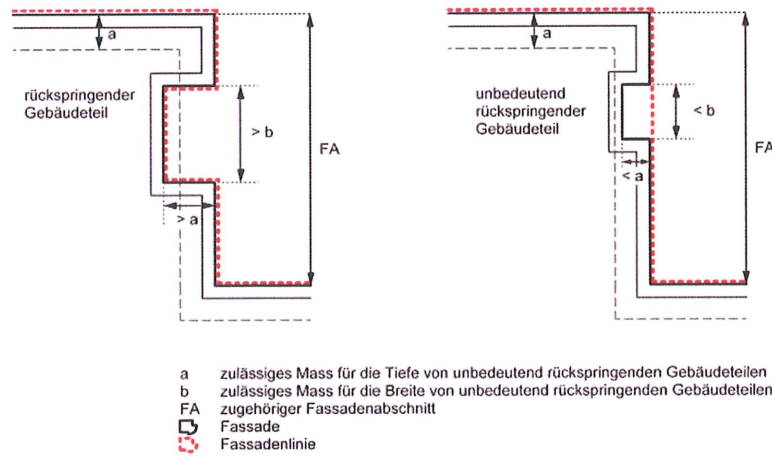 a
rückspringender
Gebäudeteil
> b
FA
> a
a
unbedeutend
rückspringender
Gebäudeteil
< b
FA
< a
a zulässiges Mass für die Tiefe von unbedeutend rückspringenden Gebäudeteilen
b zulässiges Mass für die Breite von unbedeutend rückspringenden Gebäudeteilen
FA zugehöriger Fassadenabschnitt
Fassade
Fassadenlinie